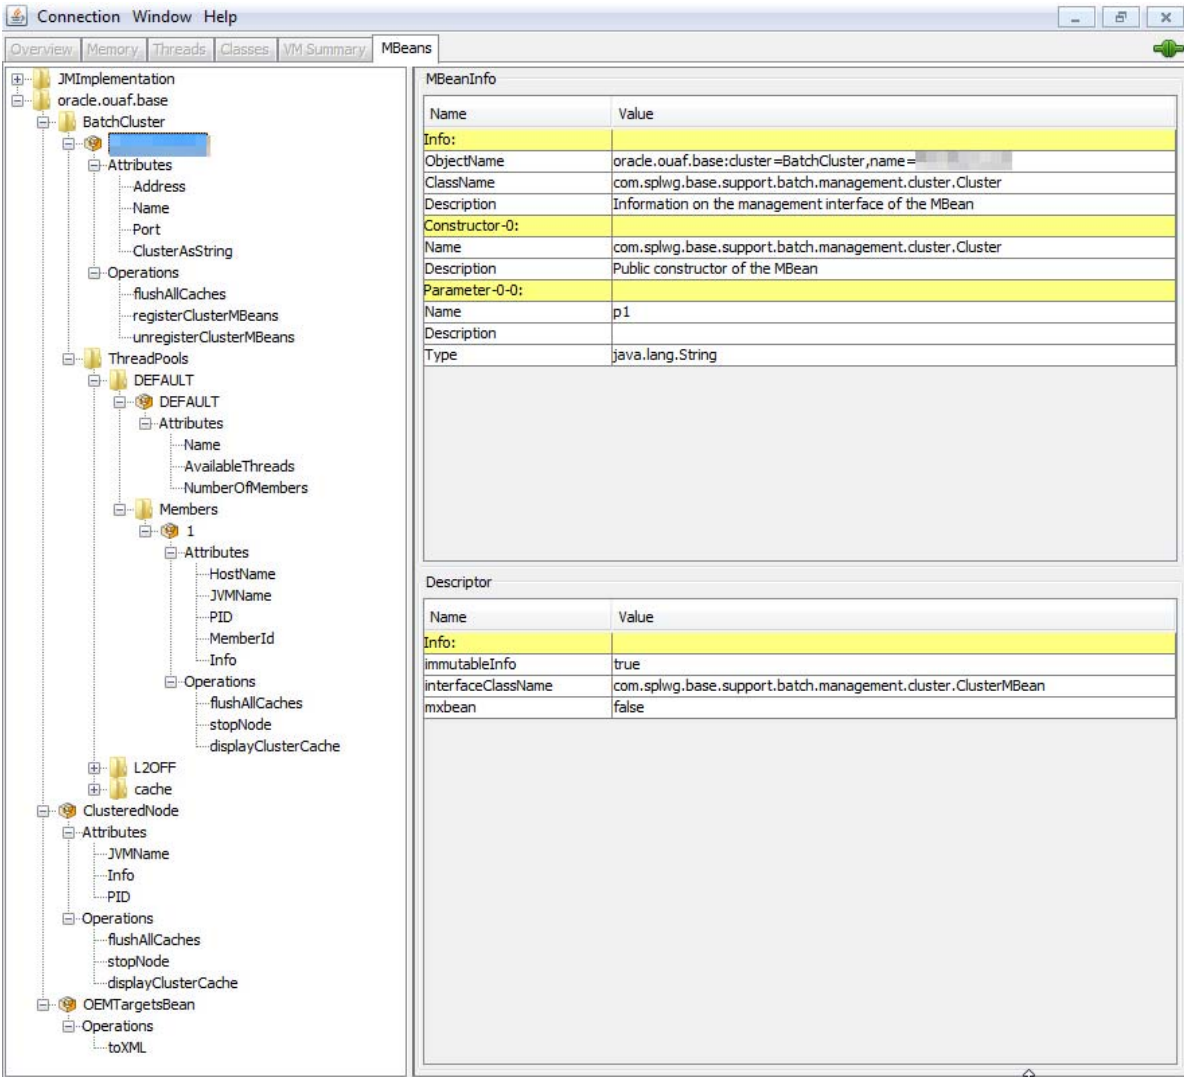 Connection Window Help
Overview Memory Threads Classes VM Summary MBeans
JMImplementation
oracle.ouaf.base
BatchCluster
Attributes
Address
Name
Port
ClusterAsString
Operations
flushAllCaches
registerClusterMBeans
unregisterClusterMBeans
ThreadPools
DEFAULT
DEFAULT
Attributes
Name
AvailableThreads
NumberOfMembers
Members
1
Attributes
HostName
JVMName
PID
MemberId
Info
Operations
flushAllCaches
stopNode
displayClusterCache
L2OFF
cache
ClusteredNode
Attributes
JVMName
Info
PID
Operations
flushAllCaches
stopNode
displayClusterCache
OEMTargetsBean
Operations
toXML
MBeanInfo
Name Value
Info:
ObjectName oracle.ouaf.base:cluster=BatchCluster,name=
ClassName com.splwg.base.support.batch.management.cluster.Cluster
Description Information on the management interface of the MBean
Constructor-0:
Name com.splwg.base.support.batch.management.cluster.Cluster
Description Public constructor of the MBean
Parameter-0-0:
Name p1
Description
Type java.lang.String
Descriptor
Name Value
Info:
immutableInfo true
interfaceClassName com.splwg.base.support.batch.management.cluster.ClusterMBean
mxbean false